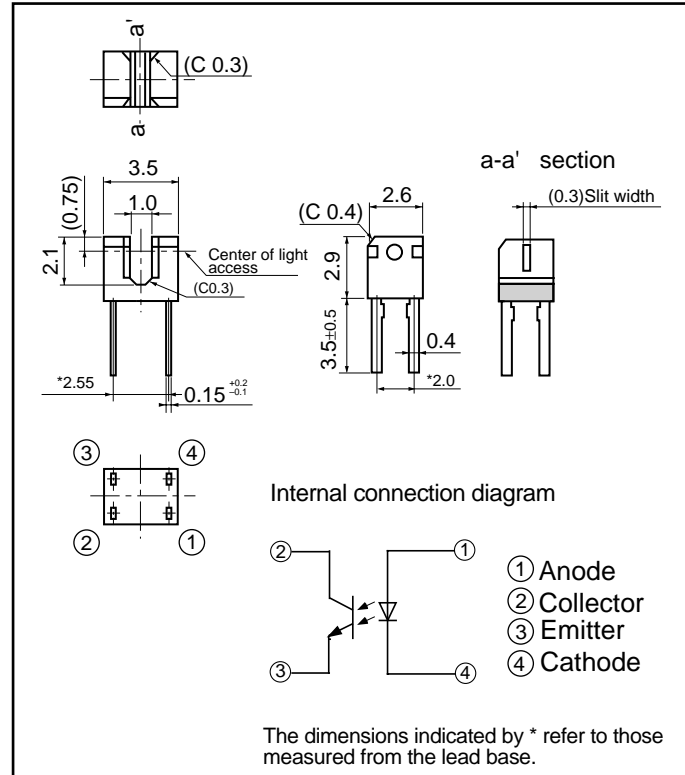 a'
(C 0.3)
a
3.5
(0.75)
1.0
2.1
Center of light
access
(C0.3)
*2.55
0.15 +0.2 −0.1
(C 0.4)
2.6
2.9
3.5±0.5
0.4
*2.0
a-a' section
(0.3)Slit width
③ ④
② ①
Internal connection diagram
② ①
③ ④
① Anode
② Collector
③ Emitter
④ Cathode
The dimensions indicated by * refer to those
measured from the lead base.